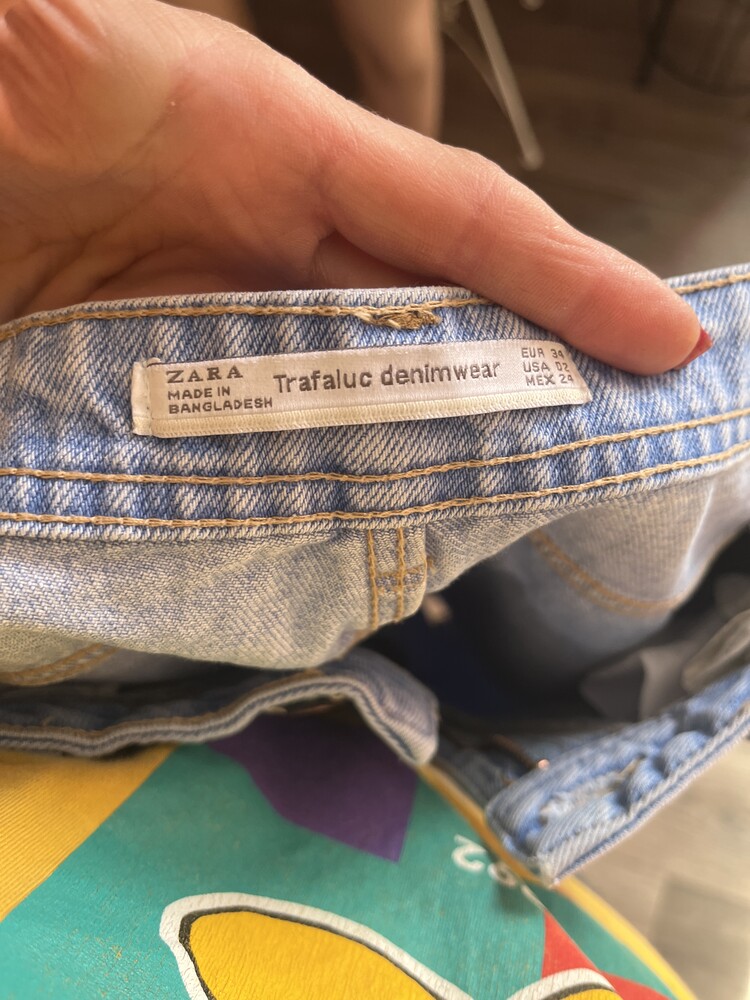 ZARA
MADE IN
BANGLADESH
Trafaluc denimwear
EUR 34
USA 02
MEX 24